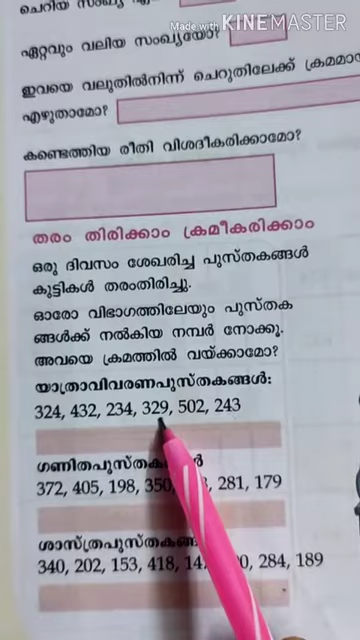 ചെറിയ സംഖ്യ
Made with KINEMASTER
ഏറ്റവും വലിയ സംഖ്യയോ?
ഇവയെ വലുതിൽനിന്ന് ചെറുതിലേക്ക് ക്രമമായി
എഴുതാമോ?
കണ്ടെത്തിയ രീതി വിശദീകരിക്കാമോ?
തരം തിരിക്കാം ക്രമീകരിക്കാം
ഒരു ദിവസം ശേഖരിച്ച പുസ്തകങ്ങൾ
കുട്ടികൾ തരംതിരിച്ചു.
ഓരോ വിഭാഗത്തിലേയും പുസ്തക
ങ്ങൾക്ക് നൽകിയ നമ്പർ നോക്കൂ.
അവയെ ക്രമത്തിൽ വയ്ക്കാമോ?
യാത്രാവിവരണപുസ്തകങ്ങൾ:
324, 432, 234, 329, 502, 243
ഗണിതപുസ്തക
372, 405, 198, 350, 281, 179
ശാസ്ത്രപുസ്തകങ്ങ
340, 202, 153, 418, 284, 189